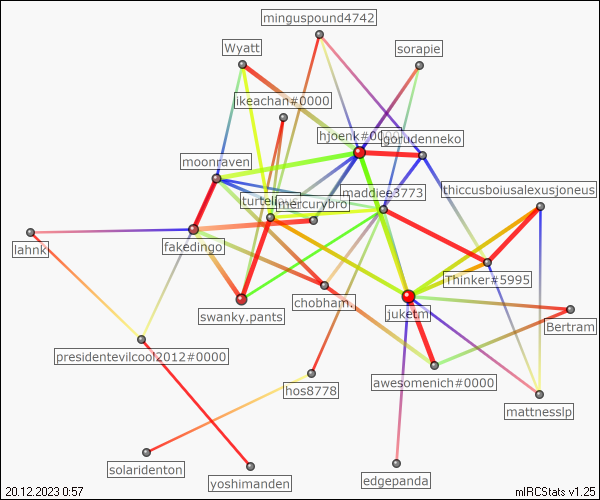 minguspound4742
Wyatt
sorapie
ikeachan#0000
hjoenk#00
gorudenneko
moonraven
maddiee3773
thiccusboiusalexusjoneus
mercurybro
fakedingo
lahnk
Thinker#5995
swanky.pants
chobham.
juketm
Bertram
presidentevilcool2012#0000
awesomenich#0000
hos8778
mattnesslp
solaridenton
yoshimanden
edgepanda
20.12.2023 0:57
mIRCStats v1.25